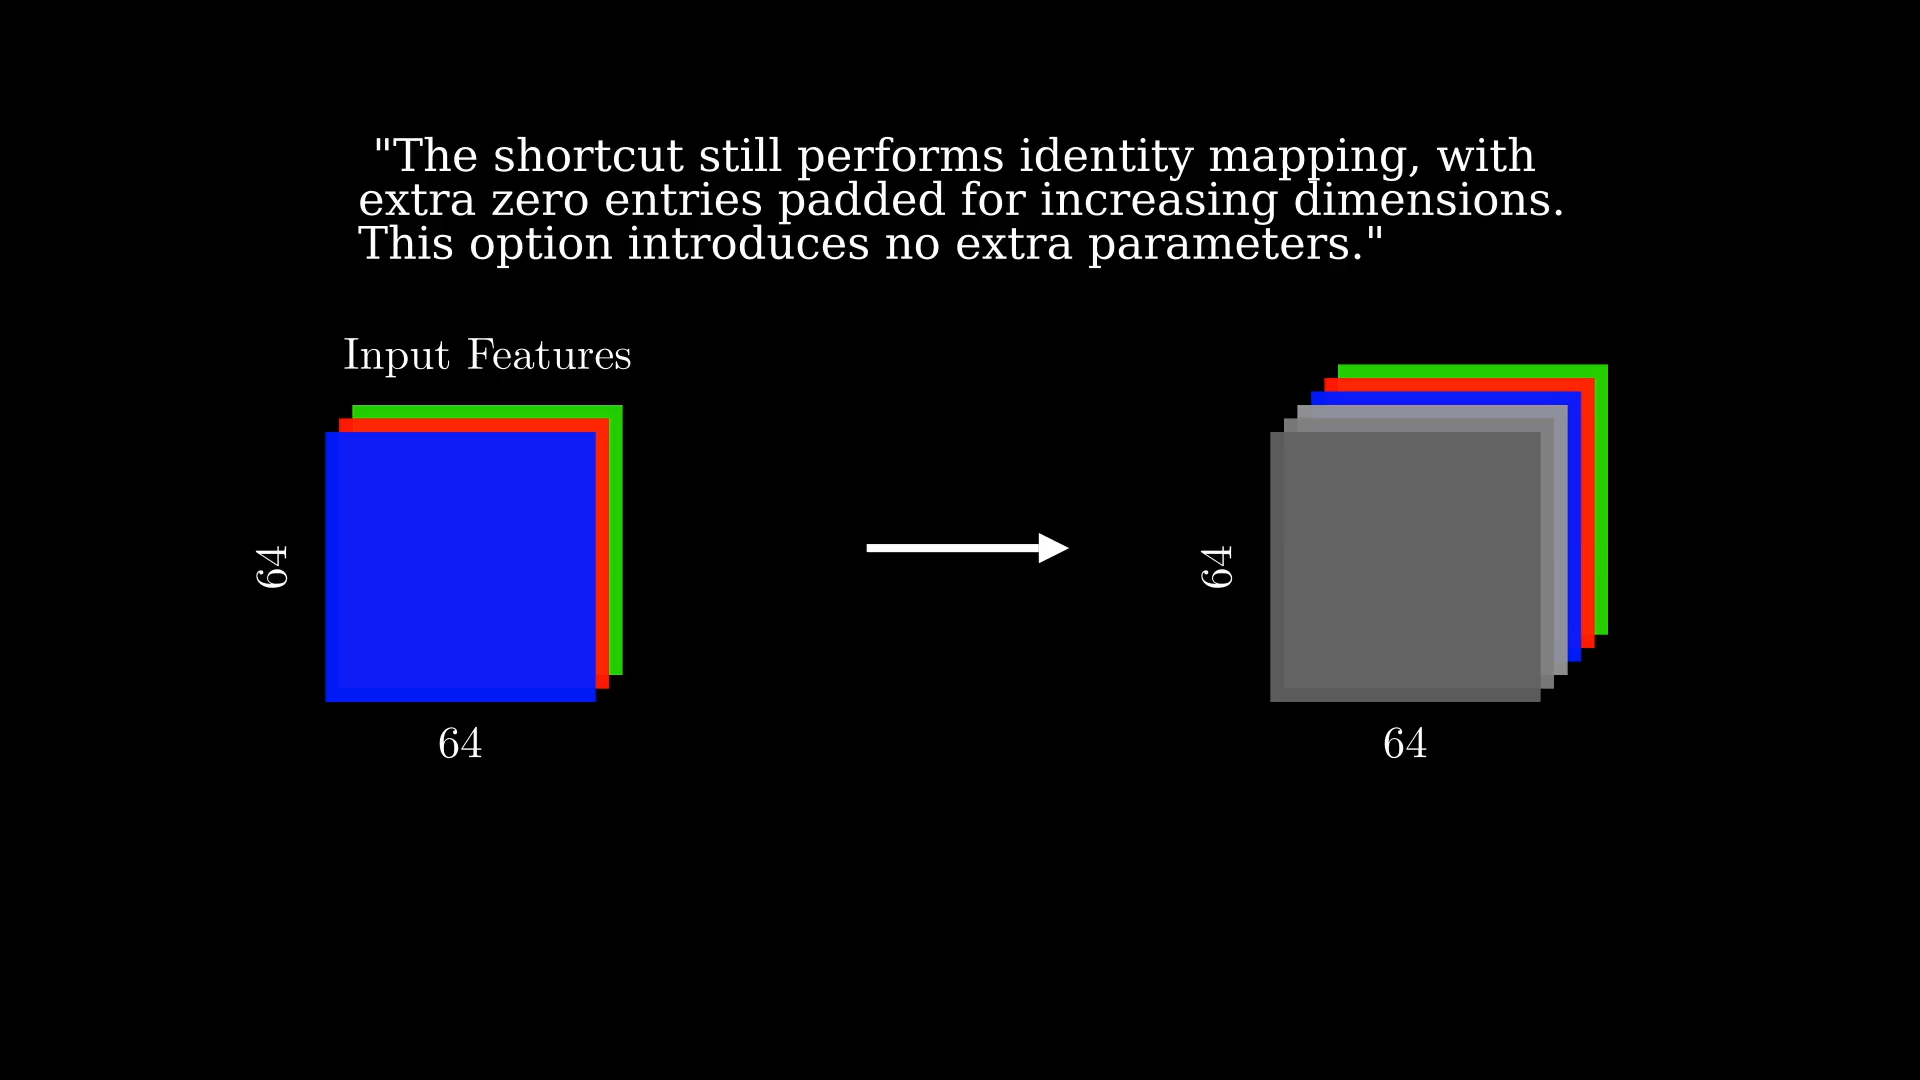 "The shortcut still performs identity mapping, with
extra zero entries padded for increasing dimensions.
This option introduces no extra parameters."
Input Features
64
64
64
64